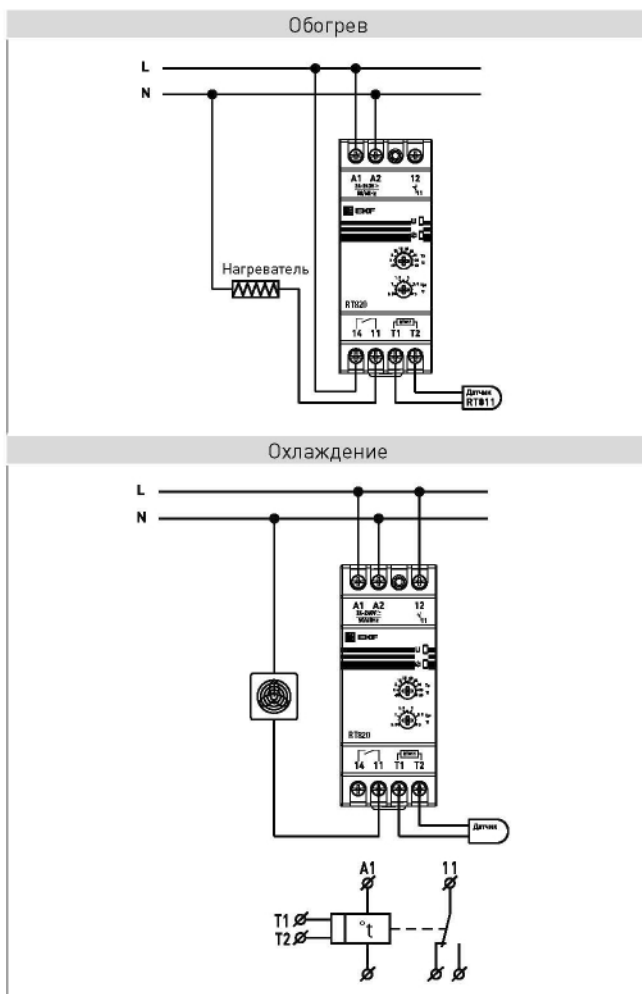 Обогрев
L
N
A1 A2 12
11
EKF
Нагреватель
RT820
14 11 T1 T2
Датчик
RT811
Охлаждение
L
N
A1 A2 12
11
EKF
RT820
14 11 T1 T2
Датчик
A1 11
T1
°t
T2